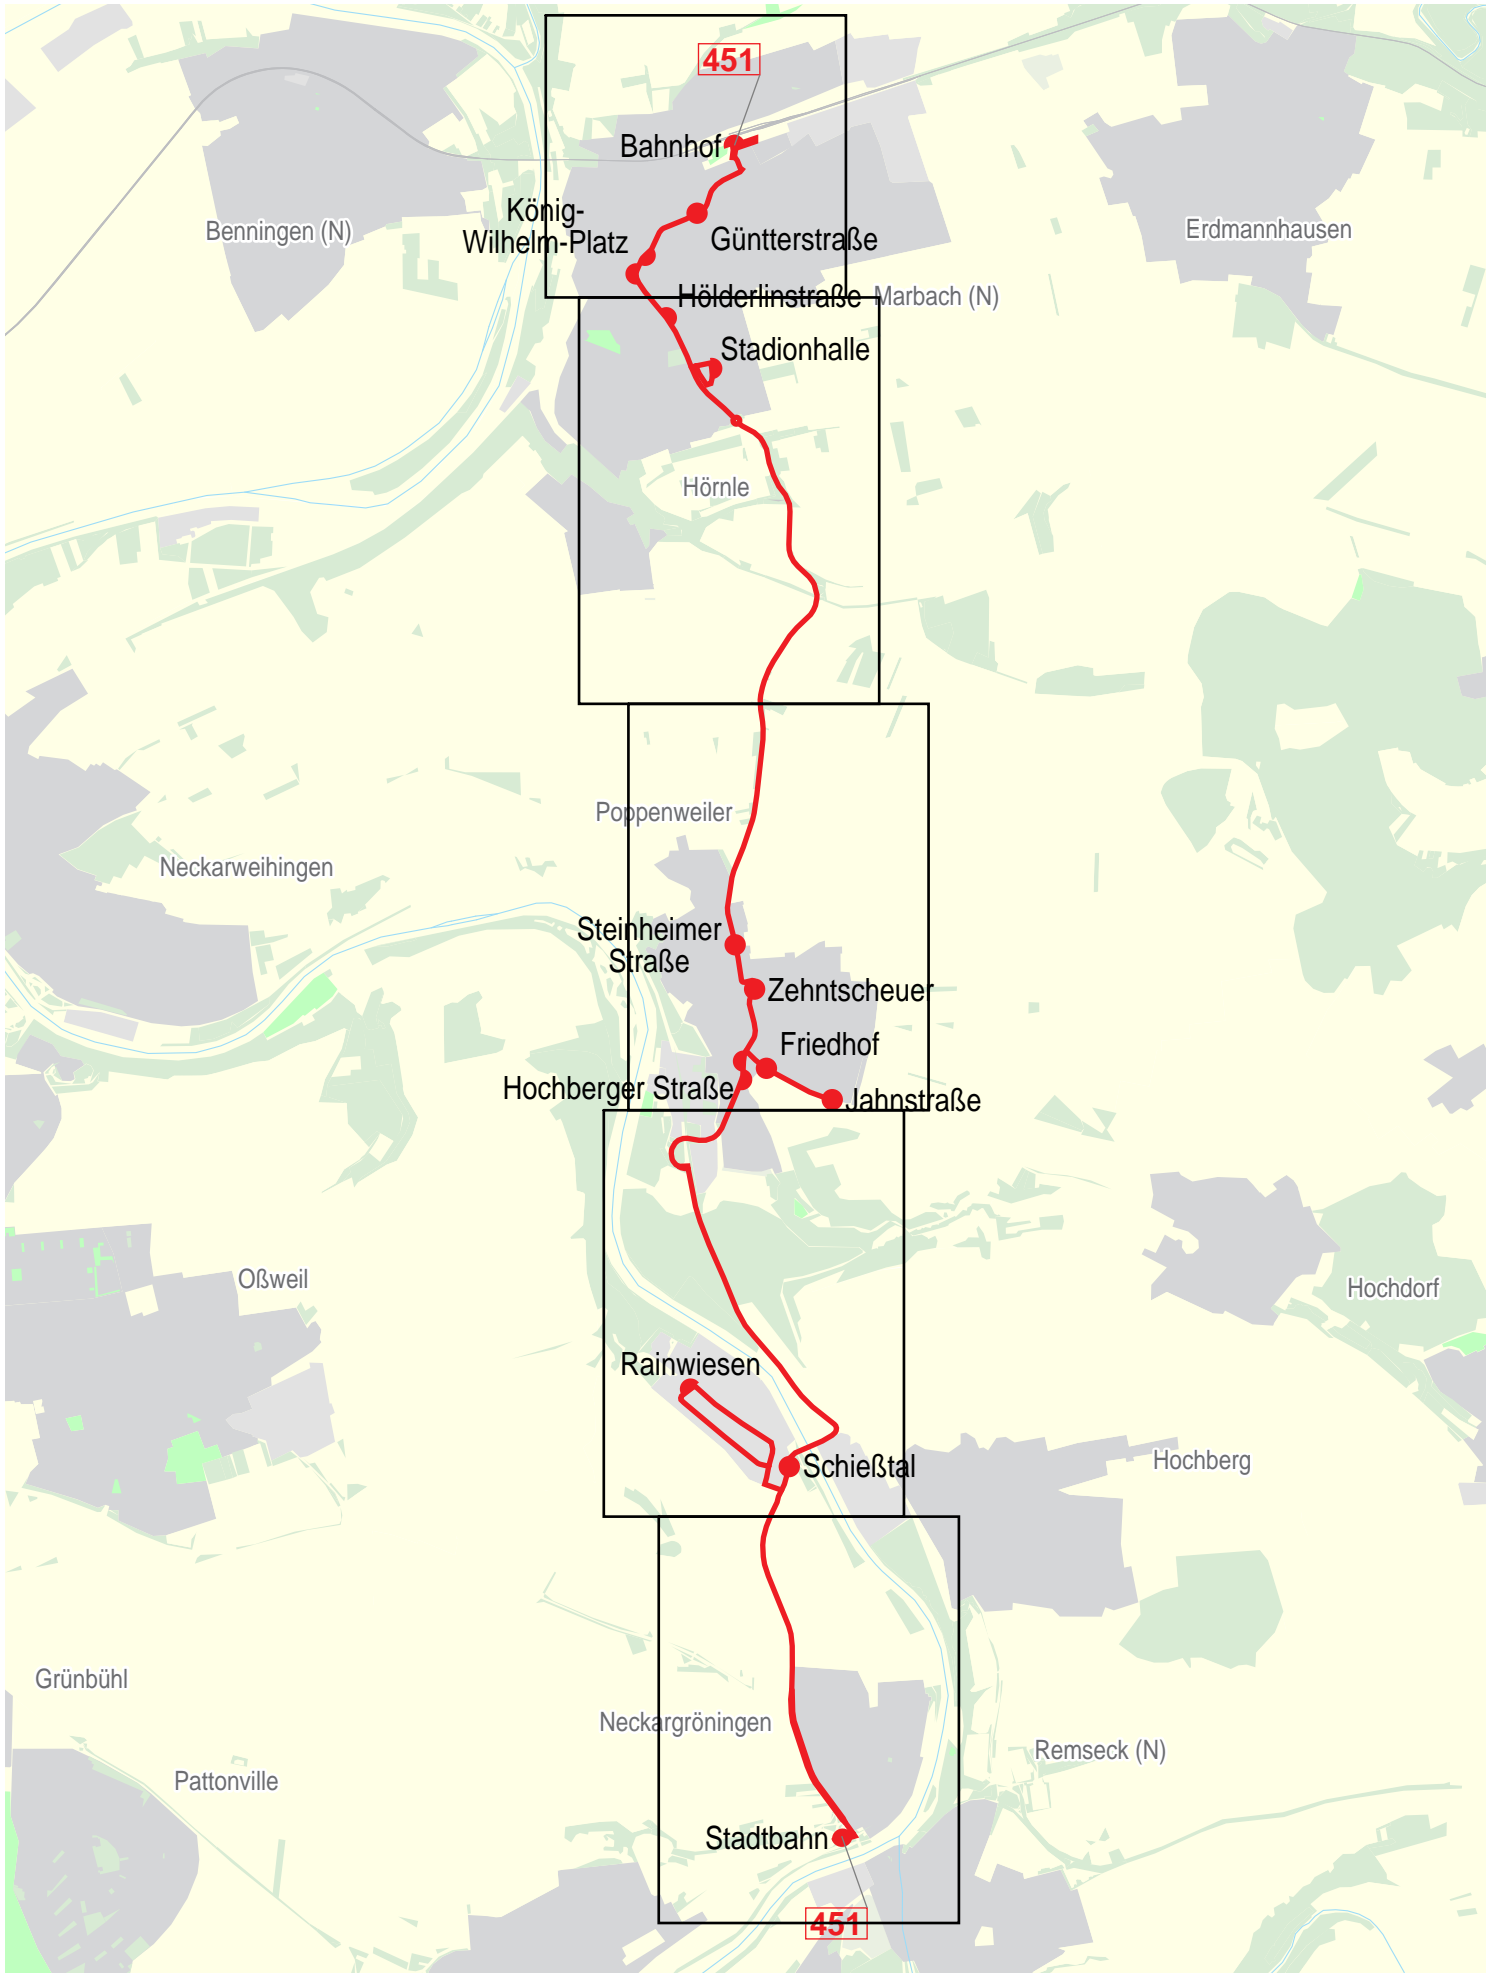 451
Bahnhof
König-
Wilhelm-Platz
Benningen (N)
Güntterstraße
Erdmannhausen
Hölderlinstraße
Marbach (N)
Stadionhalle
Hörnle
Poppenweiler
Neckarweihingen
Steinheimer
Straße
Zehntscheuer
Friedhof
Hochberger Straße
Jahnstraße
Oßweil
Hochdorf
Rainwiesen
Hochberg
Schießtal
Grünbühl
Neckargröningen
Remseck (N)
Pattonville
Stadtbahn
451